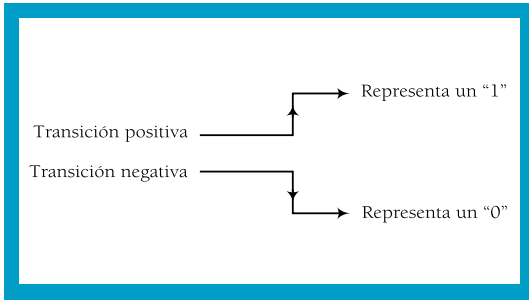 Representa un “1”
Transición positiva
Transición negativa
Representa un “0”